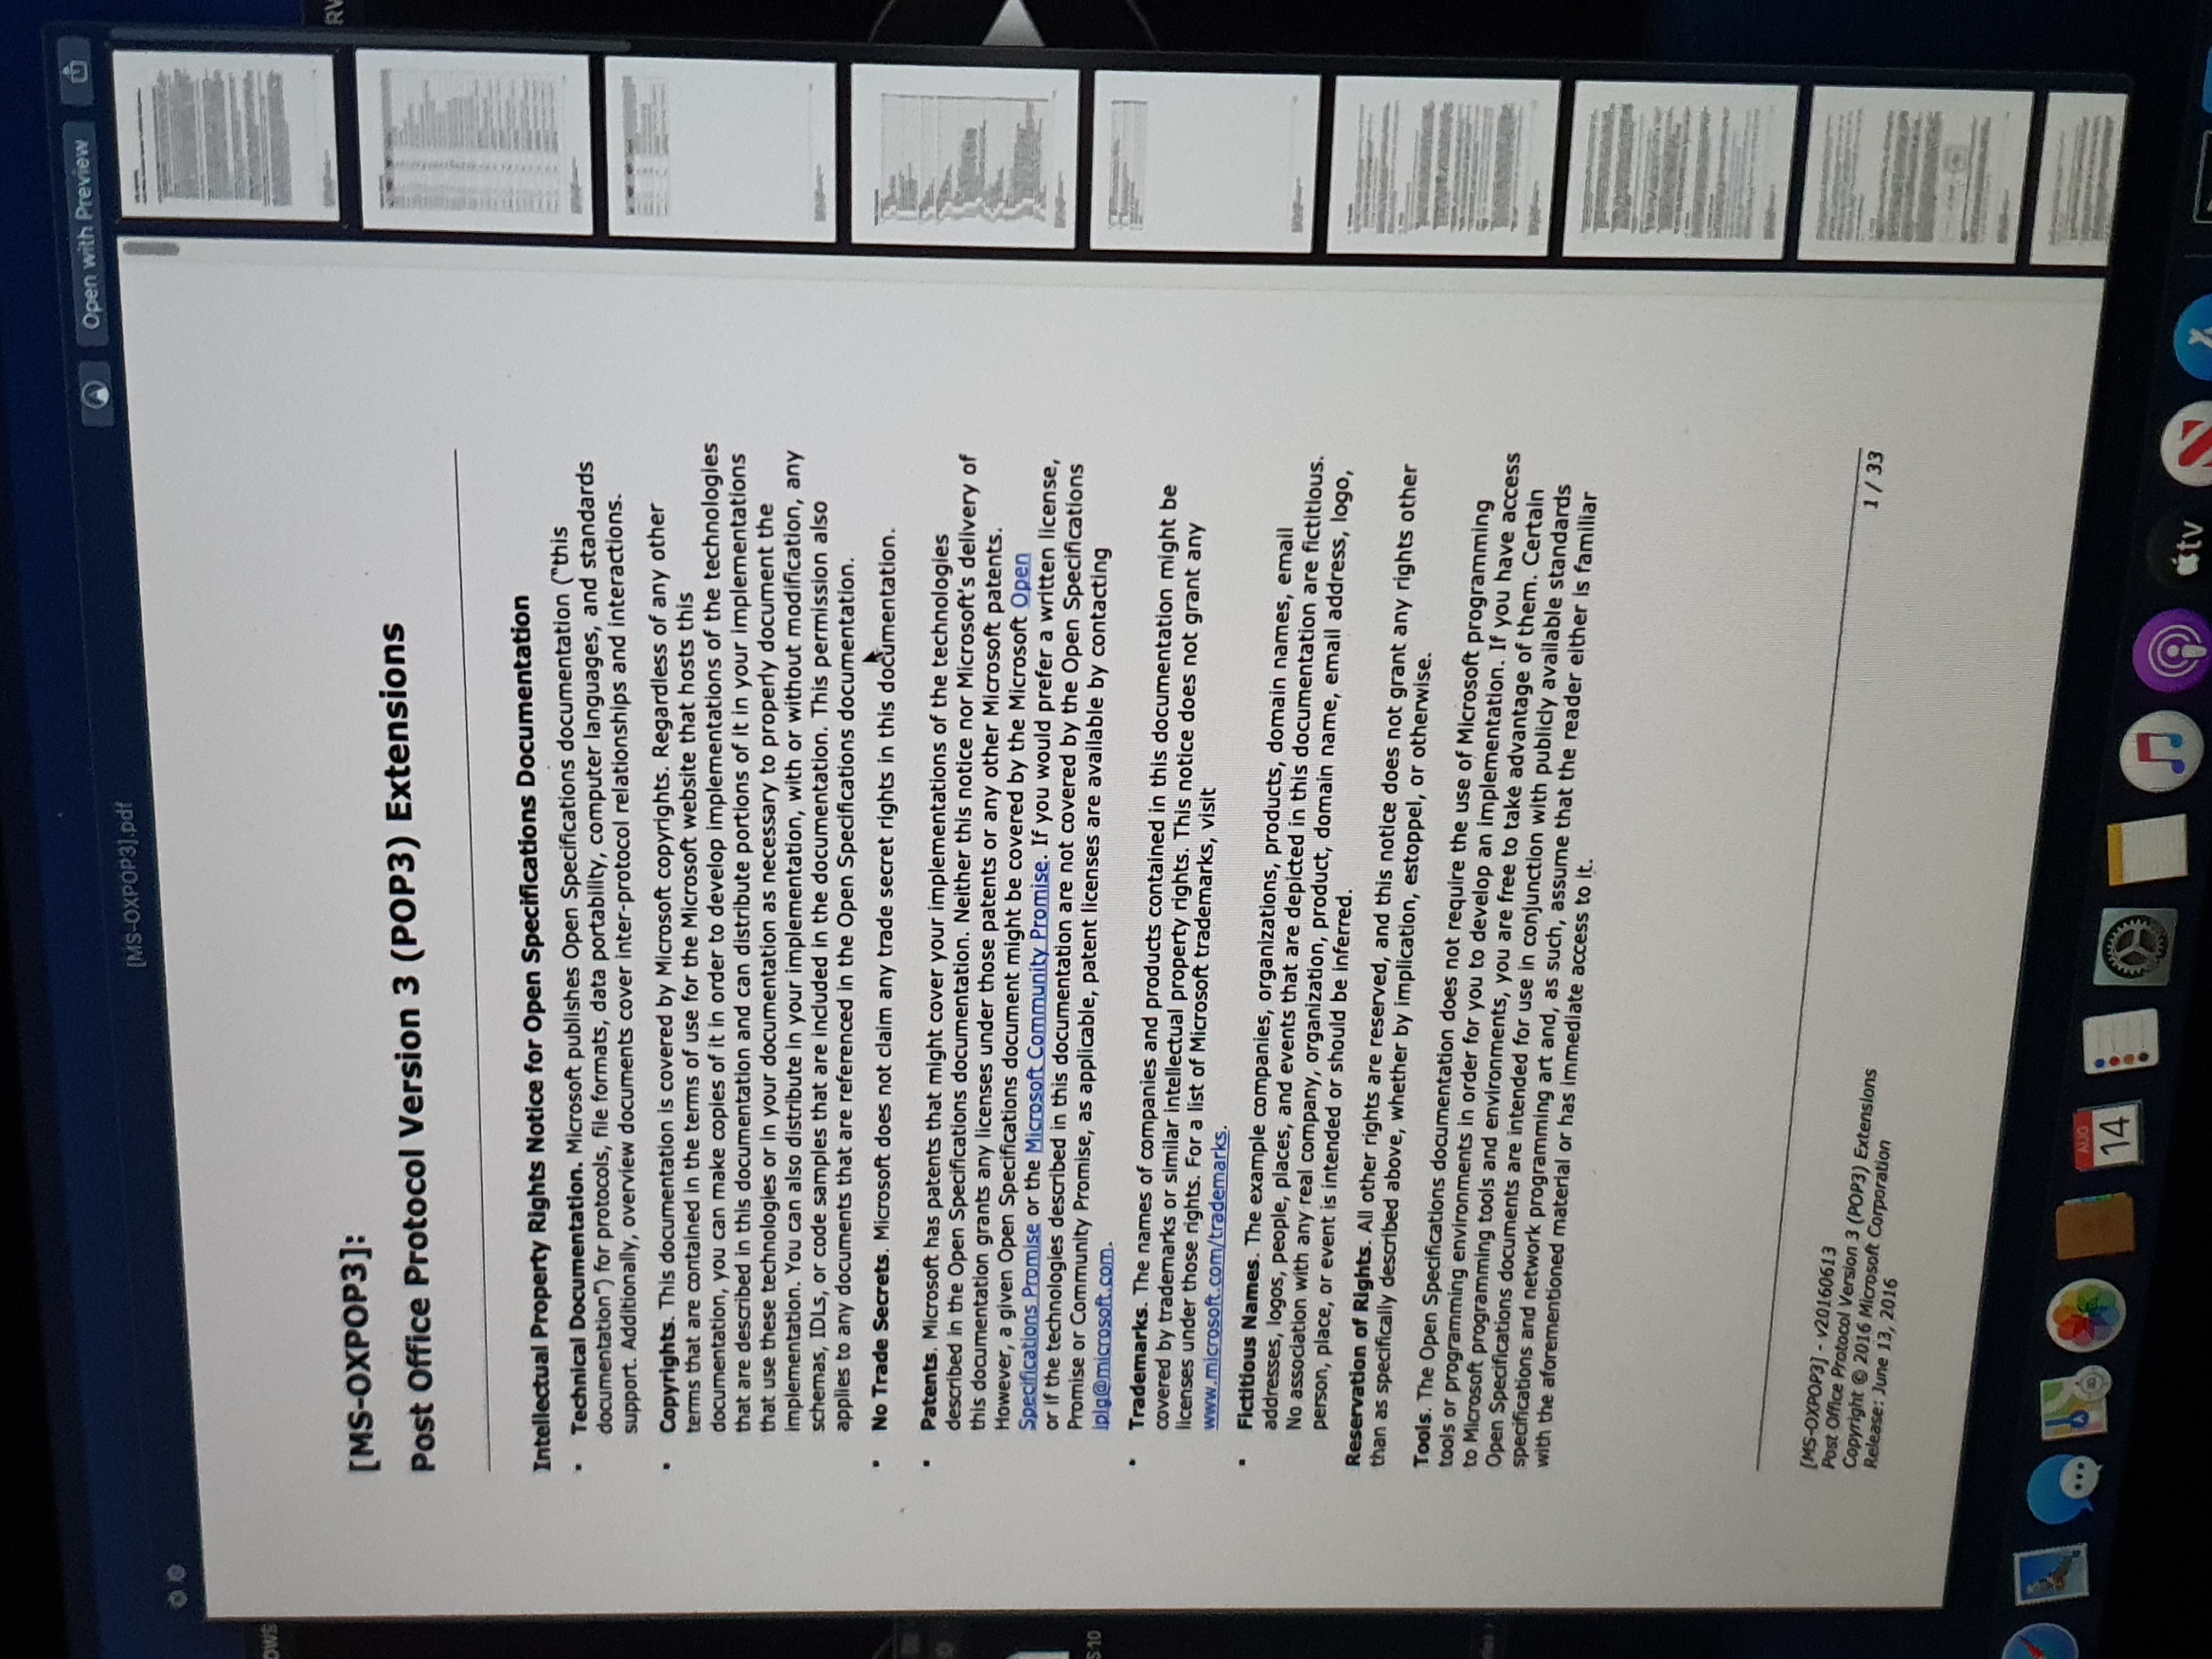 Open with Preview
[MS-OXPOP3].pdf
OWS
RV
[MS-OXPOP3]:
Post Office Protocol Version 3 (POP3) Extensions
Intellectual Property Rights Notice for Open Specifications Documentation
▪ Technical Documentation. Microsoft publishes Open Specifications documentation (“this
documentation”) for protocols, file formats, data portability, computer languages, and standards
support. Additionally, overview documents cover inter-protocol relationships and interactions.
▪ Copyrights. This documentation is covered by Microsoft copyrights. Regardless of any other
terms that are contained in the terms of use for the Microsoft website that hosts this
documentation, you can make copies of it in order to develop implementations of the technologies
that are described in this documentation and can distribute portions of it in your implementations
that use these technologies or in your documentation as necessary to properly document the
implementation. You can also distribute in your implementation, with or without modification, any
schemas, IDLs, or code samples that are included in the documentation. This permission also
applies to any documents that are referenced in the Open Specifications documentation.
▪ No Trade Secrets. Microsoft does not claim any trade secret rights in this documentation.
▪ Patents. Microsoft has patents that might cover your implementations of the technologies
described in the Open Specifications documentation. Neither this notice nor Microsoft's delivery of
this documentation grants any licenses under those patents or any other Microsoft patents.
However, a given Open Specifications document might be covered by the Microsoft Open
Specifications Promise or the Microsoft Community Promise. If you would prefer a written license,
or if the technologies described in this documentation are not covered by the Open Specifications
Promise or Community Promise, as applicable, patent licenses are available by contacting
iplg@microsoft.com.
▪ Trademarks. The names of companies and products contained in this documentation might be
covered by trademarks or similar intellectual property rights. This notice does not grant any
licenses under those rights. For a list of Microsoft trademarks, visit
www.microsoft.com/trademarks.
▪ Fictitious Names. The example companies, organizations, products, domain names, email
addresses, logos, people, places, and events that are depicted in this documentation are fictitious.
No association with any real company, organization, product, domain name, email address, logo,
person, place, or event is intended or should be inferred.
Reservation of Rights. All other rights are reserved, and this notice does not grant any rights other
than as specifically described above, whether by implication, estoppel, or otherwise.
Tools. The Open Specifications documentation does not require the use of Microsoft programming
tools or programming environments in order for you to develop an implementation. If you have access
to Microsoft programming tools and environments, you are free to take advantage of them. Certain
Open Specifications documents are intended for use in conjunction with publicly available standards
specifications and network programming art and, as such, assume that the reader either is familiar
with the aforementioned material or has immediate access to it.
[MS-OXPOP3] - v20160613
Post Office Protocol Version 3 (POP3) Extensions
Copyright © 2016 Microsoft Corporation
Release: June 13, 2016
1 / 33
AUG
14
tv